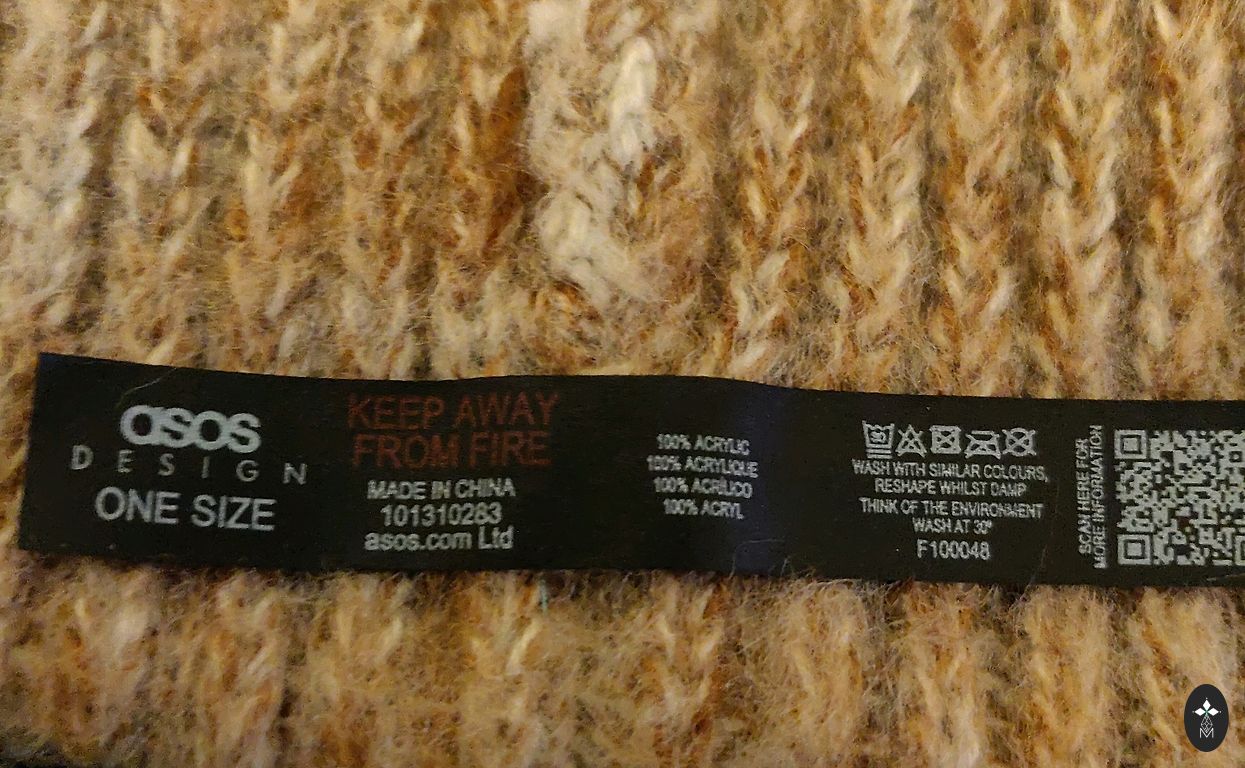 asos
DESIGN
ONE SIZE
KEEP AWAY
FROM FIRE
MADE IN CHINA
101310283
asos.com Ltd
100% ACRYLIC
100% ACRYLIQUE
100% ACRÍLICO
100% ACRYL
30
WASH WITH SIMILAR COLOURS,
RESHAPE WHILST DAMP
THINK OF THE ENVIRONMENT
WASH AT 30º
F100048
SCAN HERE FOR
MORE INFORMATION
M